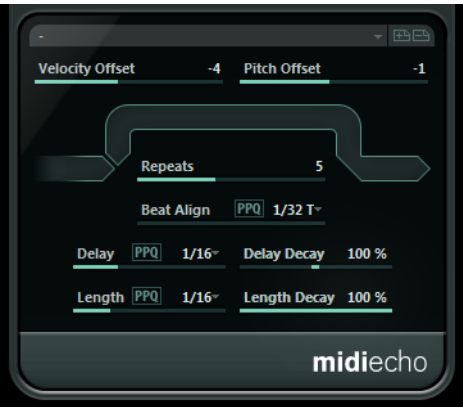 -
Velocity Offset -4 Pitch Offset -1
Repeats 5
Beat Align PPQ 1/32 T
Delay PPQ 1/16 Delay Decay 100 %
Length PPQ 1/16 Length Decay 100 %
midiecho